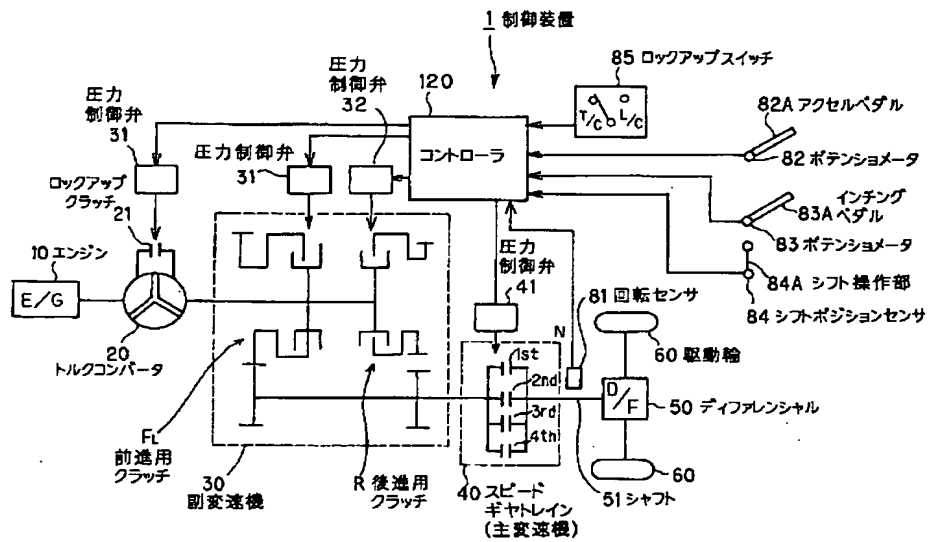 1 制御装置
85 ロックアップスイッチ
T/C
L/C
120
コントローラ
圧力
制御弁
32
圧力
制御弁
31
圧力制御弁
31
82A アクセルペダル
82 ポテンショメータ
インチング
83A ペダル
83 ポテンショメータ
84A シフト操作部
84 シフトポジションセンサ
ロックアップ
クラッチ
21
10 エンジン
E/G
20
トルクコンバータ
圧力
制御弁
41
81 回転センサ
N
1st
2nd
3rd
4th
60 駆動輪
D/F
50 ディファレンシャル
60
51 シャフト
FL
前進用
クラッチ
30
副変速機
R 後進用
クラッチ
40 スピード
ギヤトレイン
(主変速機)